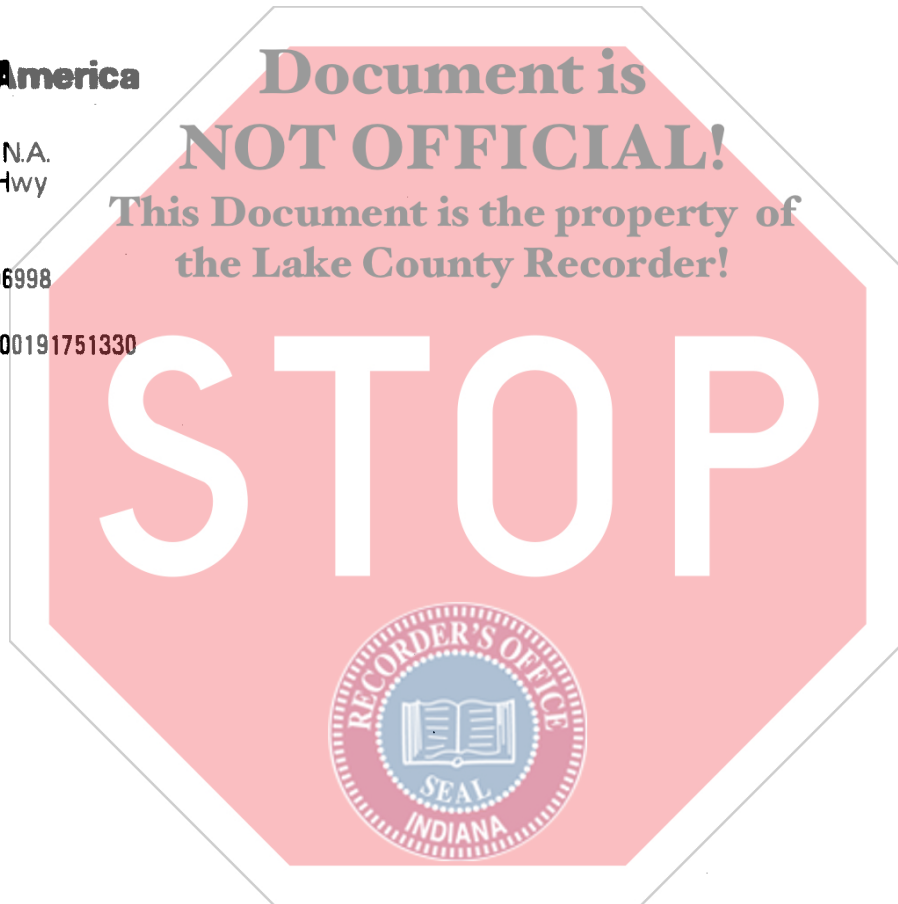 America
Document is
NOT OFFICIAL!
N.A.
Hwy
This Document is the property of
the Lake County Recorder!
6998
00191751330
STOP
RECORDER'S OFFICE
SEAL
INDIANA